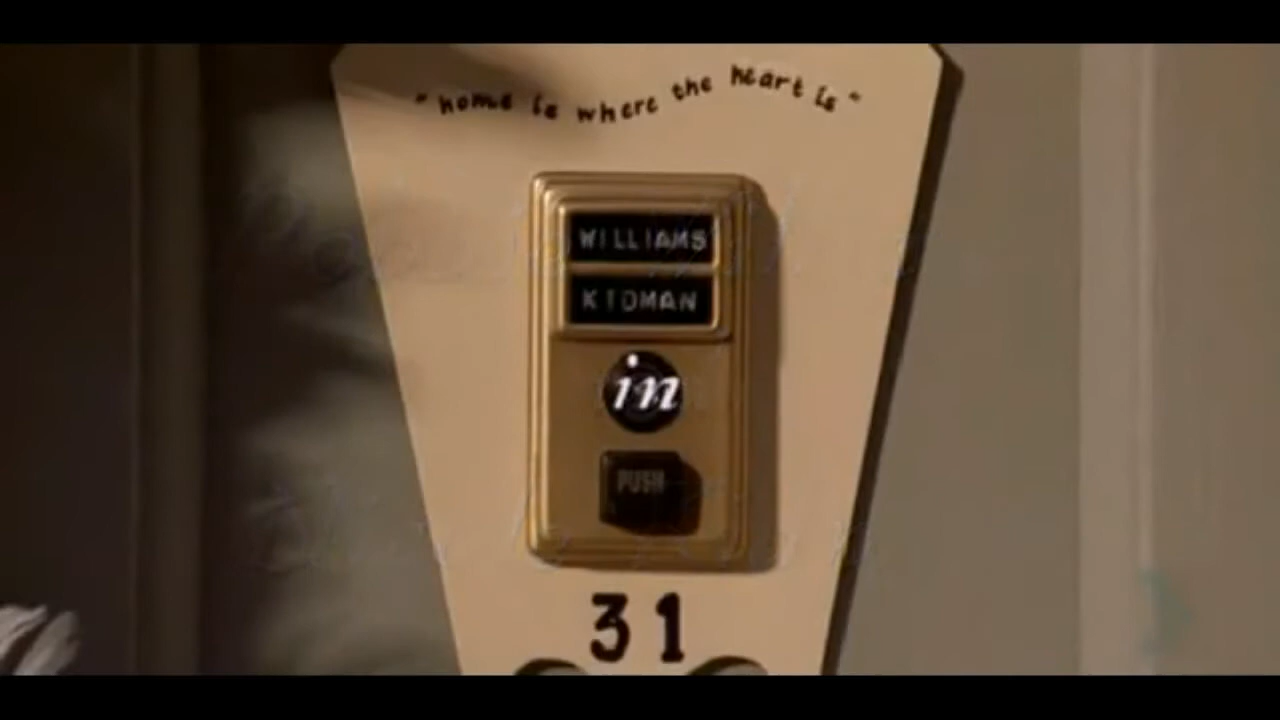 "home is where the heart is"
WILLIAMS
KIDMAN
in
PUSH
31